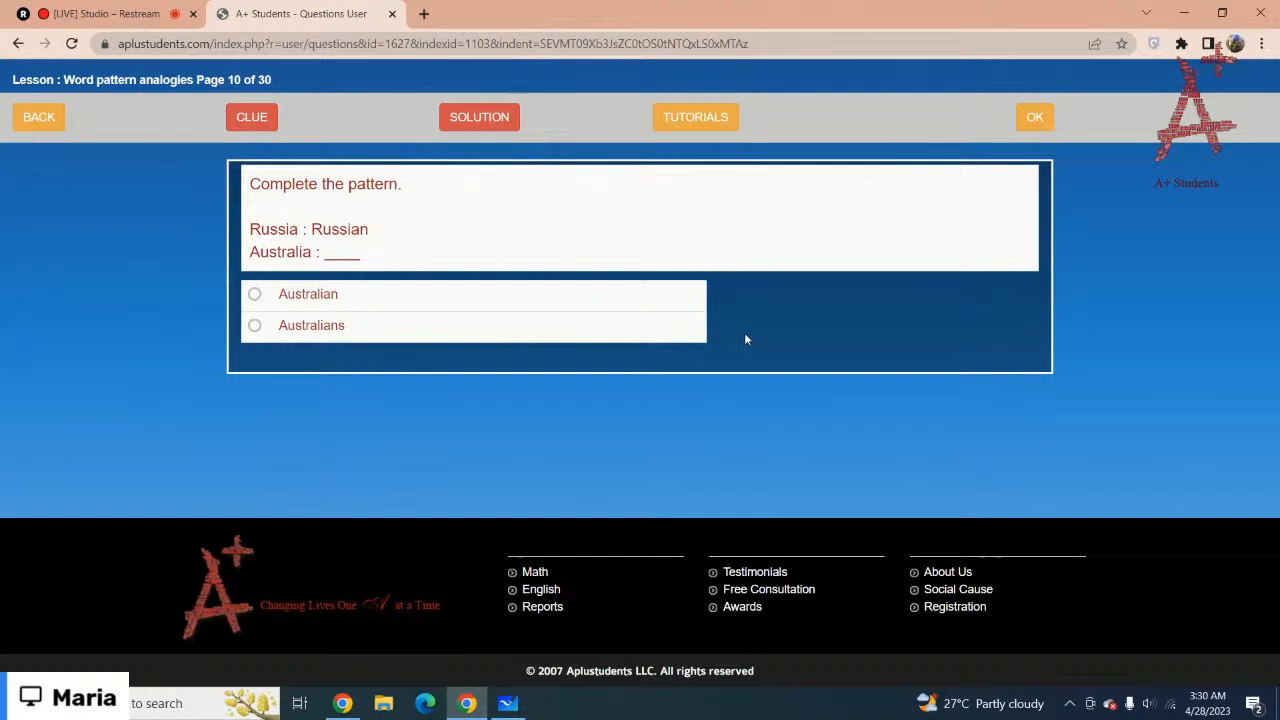 [LIVE] Studio – Restream
A+ Students - Questions User
aplustudents.com/index.php?r=user/questions&id=1627&indexid=1103&indent=SEVMT09Xb3JsZC0tOS0tNTQxLS0xMTAz
Lesson : Word pattern analogies Page 10 of 30
BACK
CLUE
SOLUTION
TUTORIALS
OK
A+ Students
Complete the pattern.
Russia : Russian
Australia : ____
Australian
Australians
Changing Lives One A at a Time
Math
English
Reports
Testimonials
Free Consultation
Awards
About Us
Social Cause
Registration
© 2007 Aplustudents LLC. All rights reserved
Maria
to search
27°C Partly cloudy
3:30 AM
4/28/2023
2